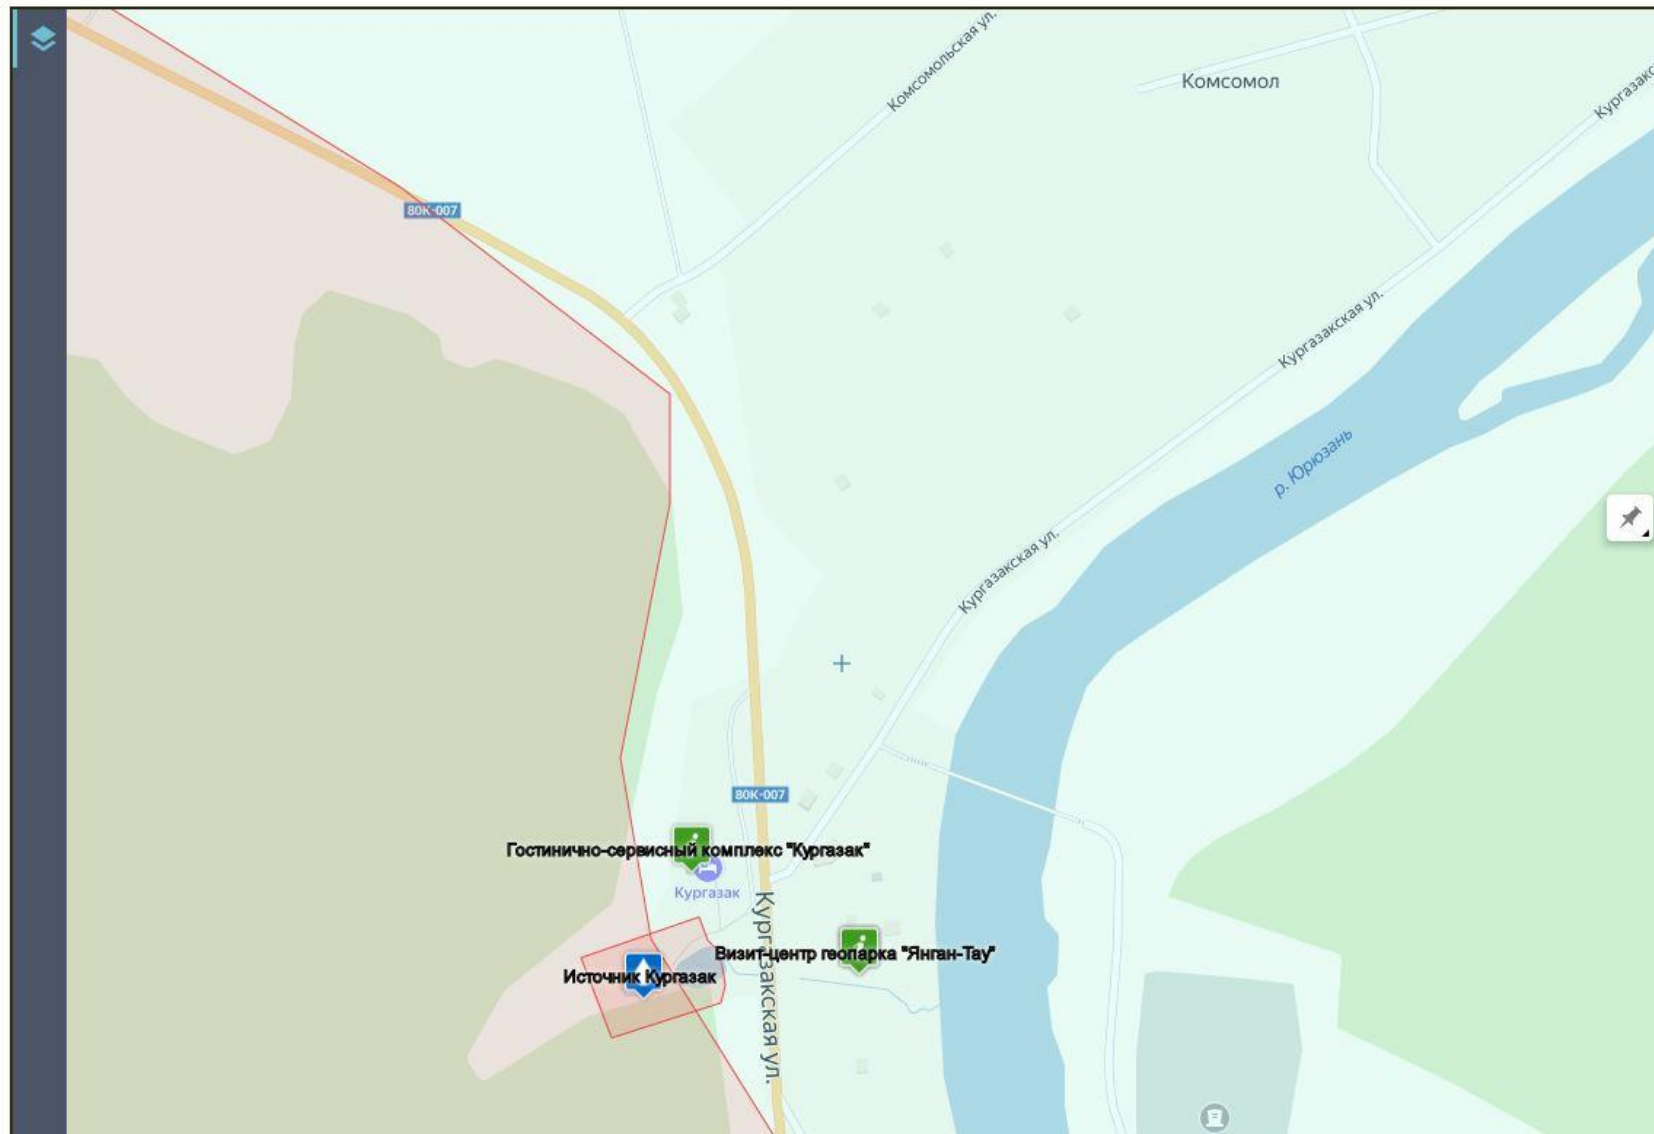 Комсомольская ул.
Комсомол
Кургазакс
80К-007
Кургазакская ул.
р. Юрюзань
Кургазакская ул.
80К-007
Гостинично-сервисный комплекс "Кургазак"
Кургазак
Кургазакская ул.
Визит-центр геопарка "Янган-Тау"
Источник Кургазак